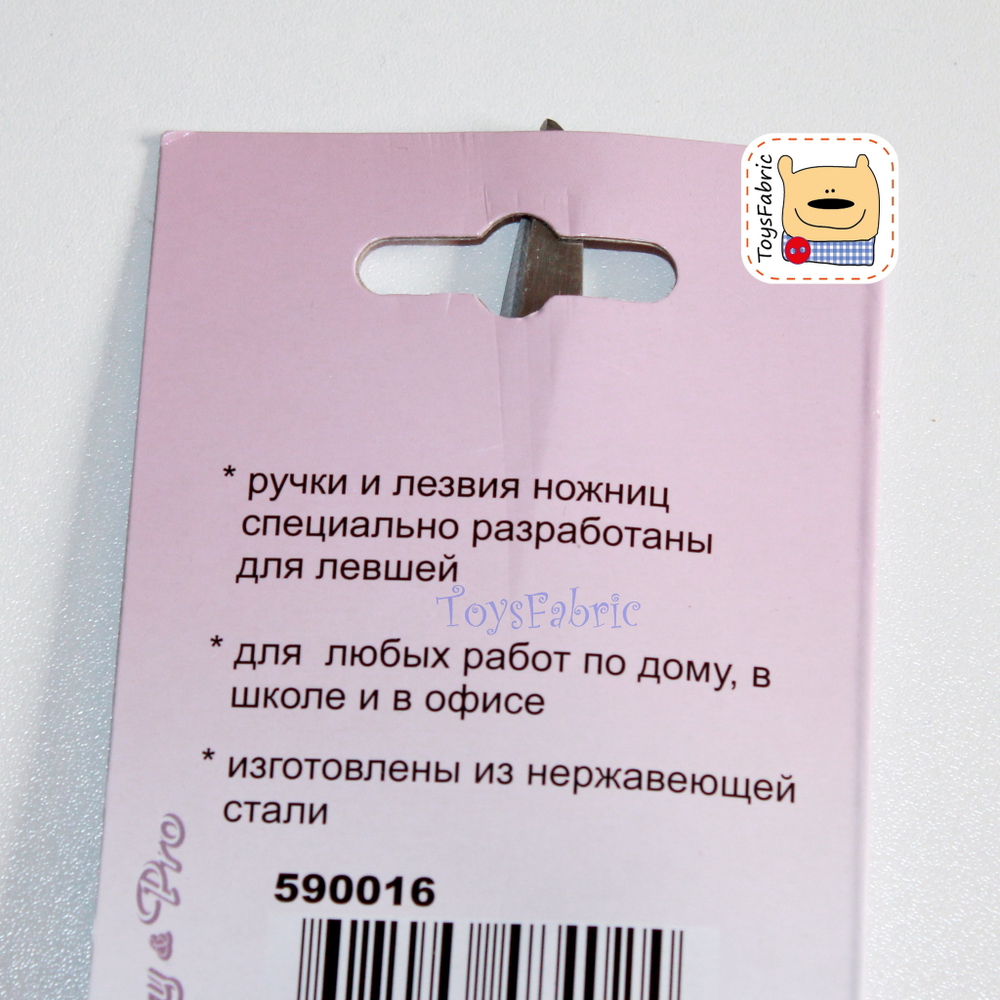 ToysFabric
* ручки и лезвия ножниц
специально разработаны
для левшей
ToysFabric
* для любых работ по дому, в
школе и в офисе
* изготовлены из нержавеющей
стали
590016
& Pro